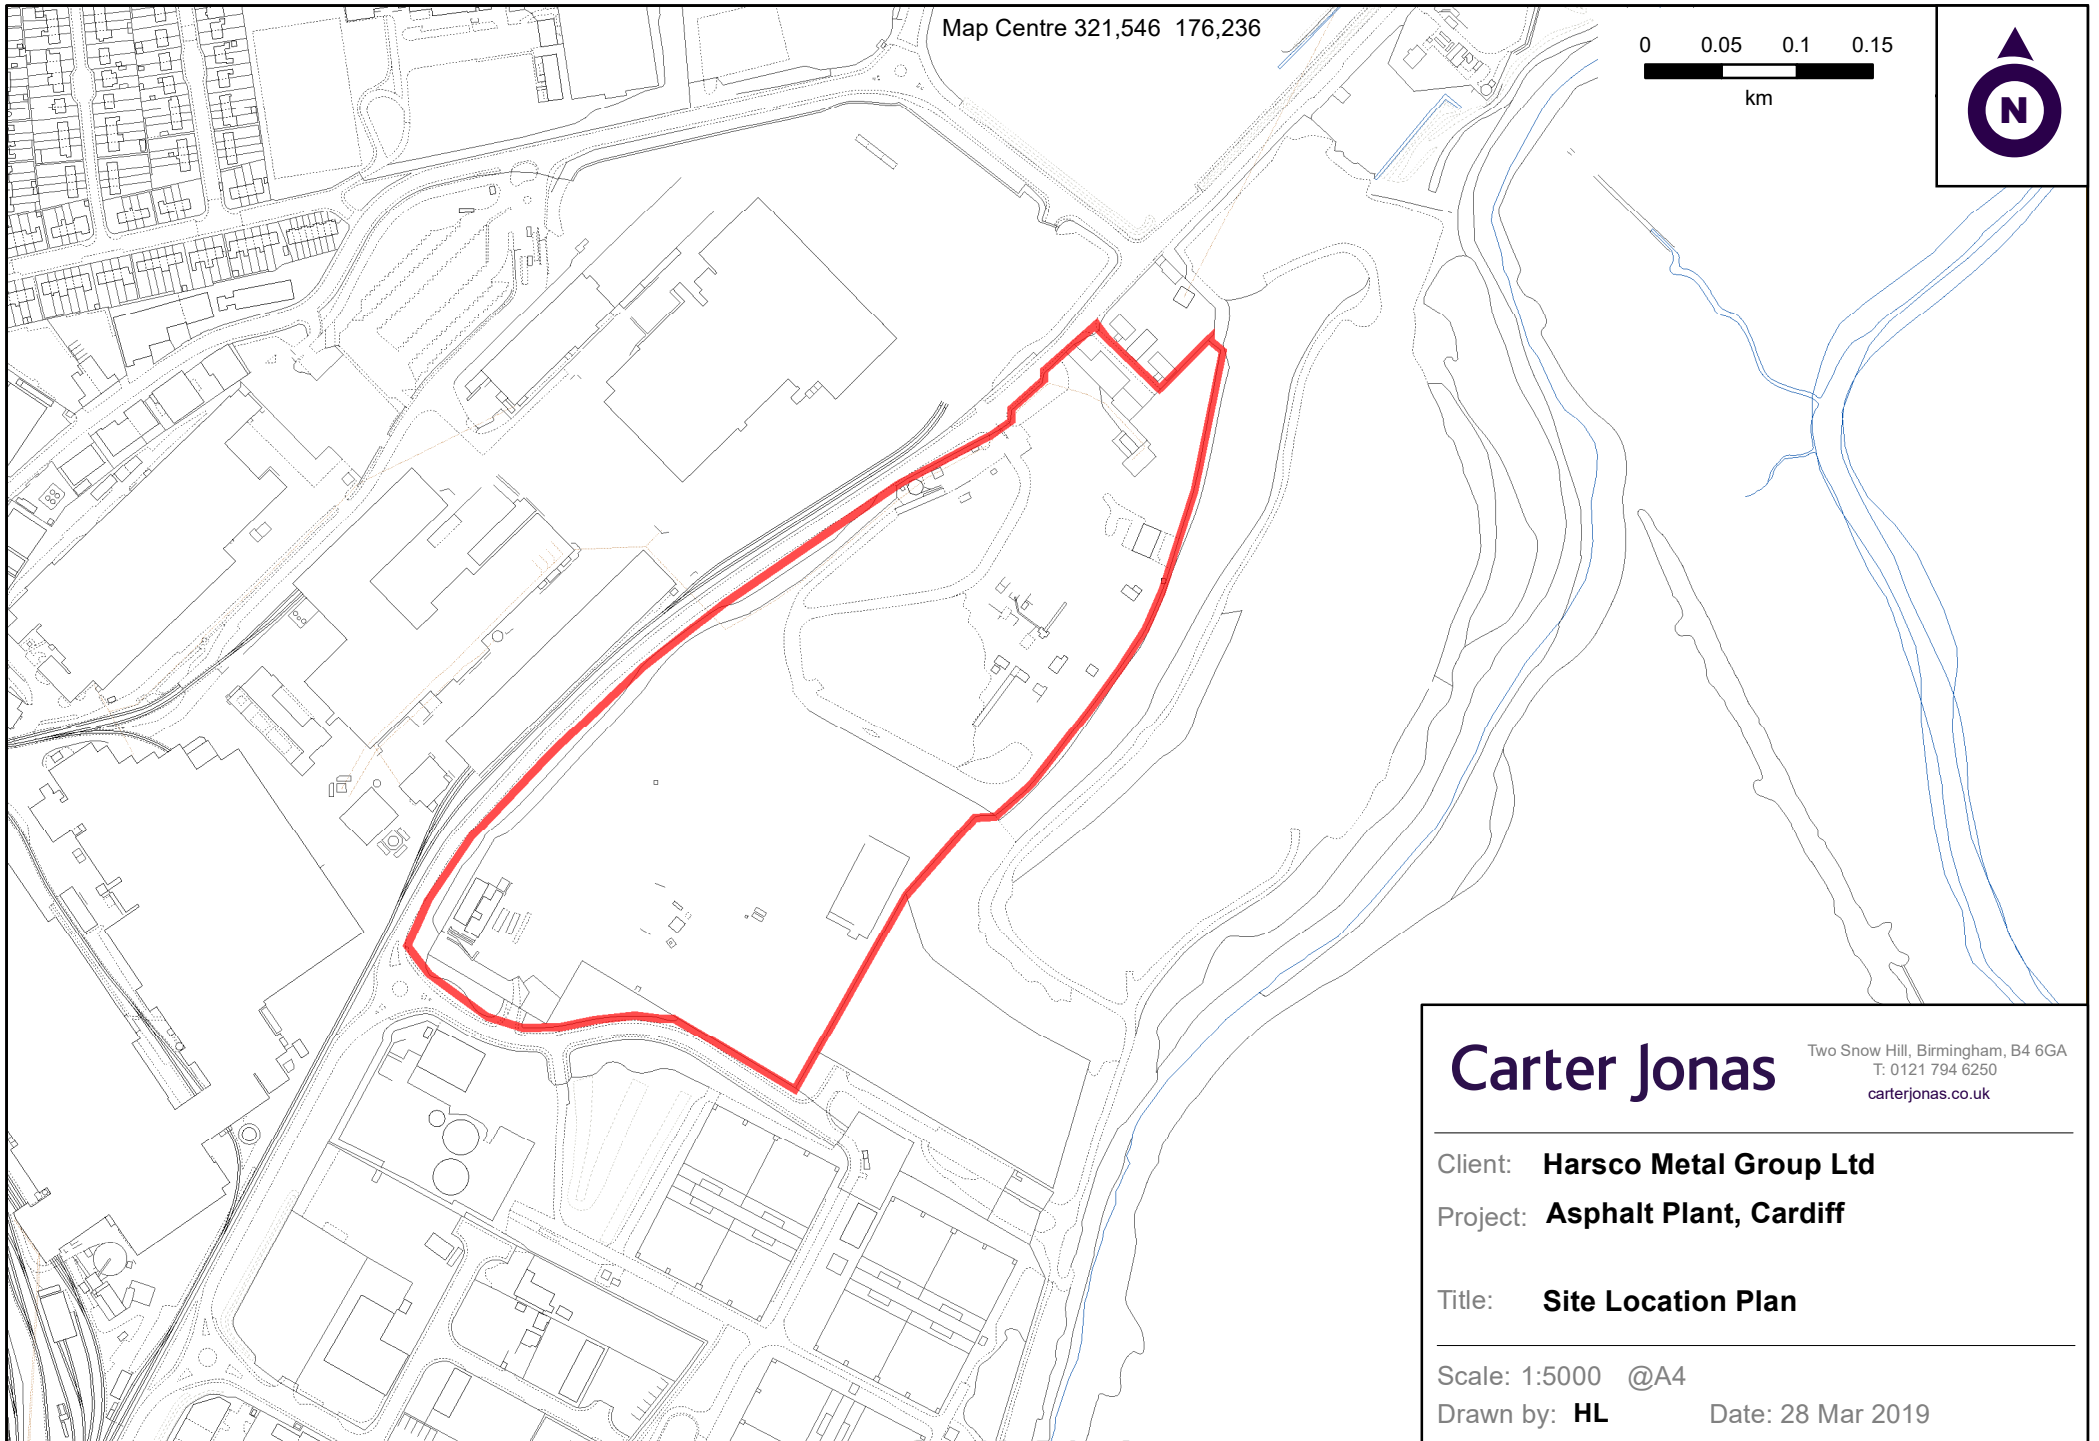 Map Centre 321,546 176,236
0 0.05 0.1 0.15
km
N
Carter Jonas
Two Snow Hill, Birmingham, B4 6GA
T: 0121 794 6250
carterjonas.co.uk
Client: Harsco Metal Group Ltd
Project: Asphalt Plant, Cardiff
Title: Site Location Plan
Scale: 1:5000 @A4
Drawn by: HL Date: 28 Mar 2019